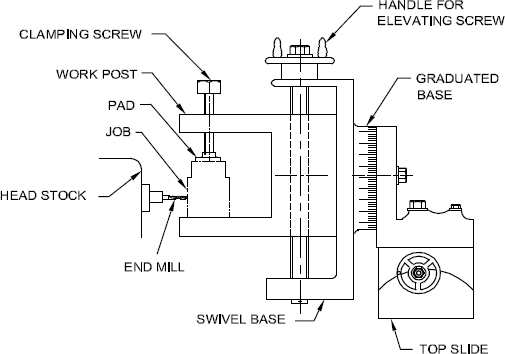 HANDLE FOR
ELEVATING SCREW
CLAMPING SCREW
WORK POST
GRADUATED
BASE
PAD
JOB
HEAD STOCK
END MILL
SWIVEL BASE
TOP SLIDE